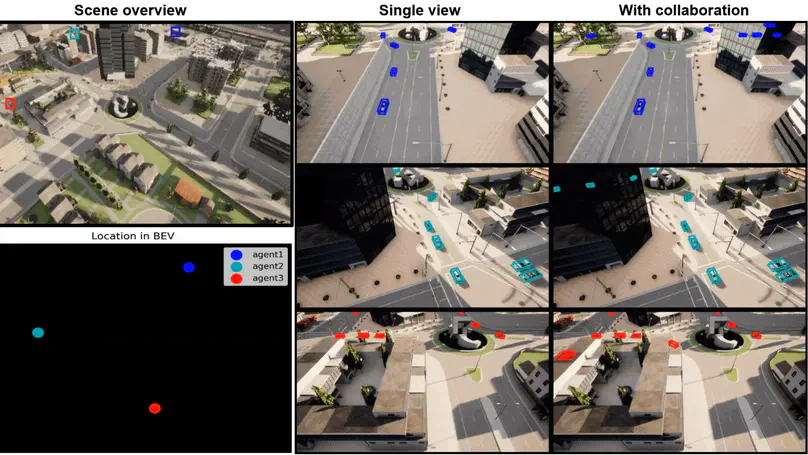 Scene overview
Single view
With collaboration
Location in BEV
agent1
agent2
agent3